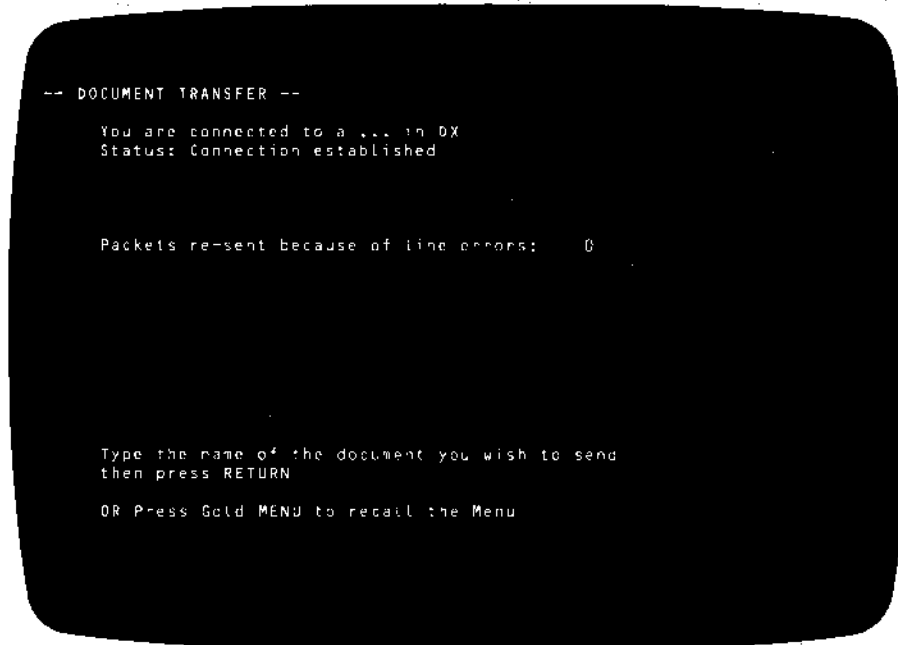 -- DOCUMENT TRANSFER --
You are connected to a ... in DX
Status: Connection established
Packets re-sent because of line errors: 0
Type the name of the document you wish to send
then press RETURN
OR Press Gold MENU to recall the Menu